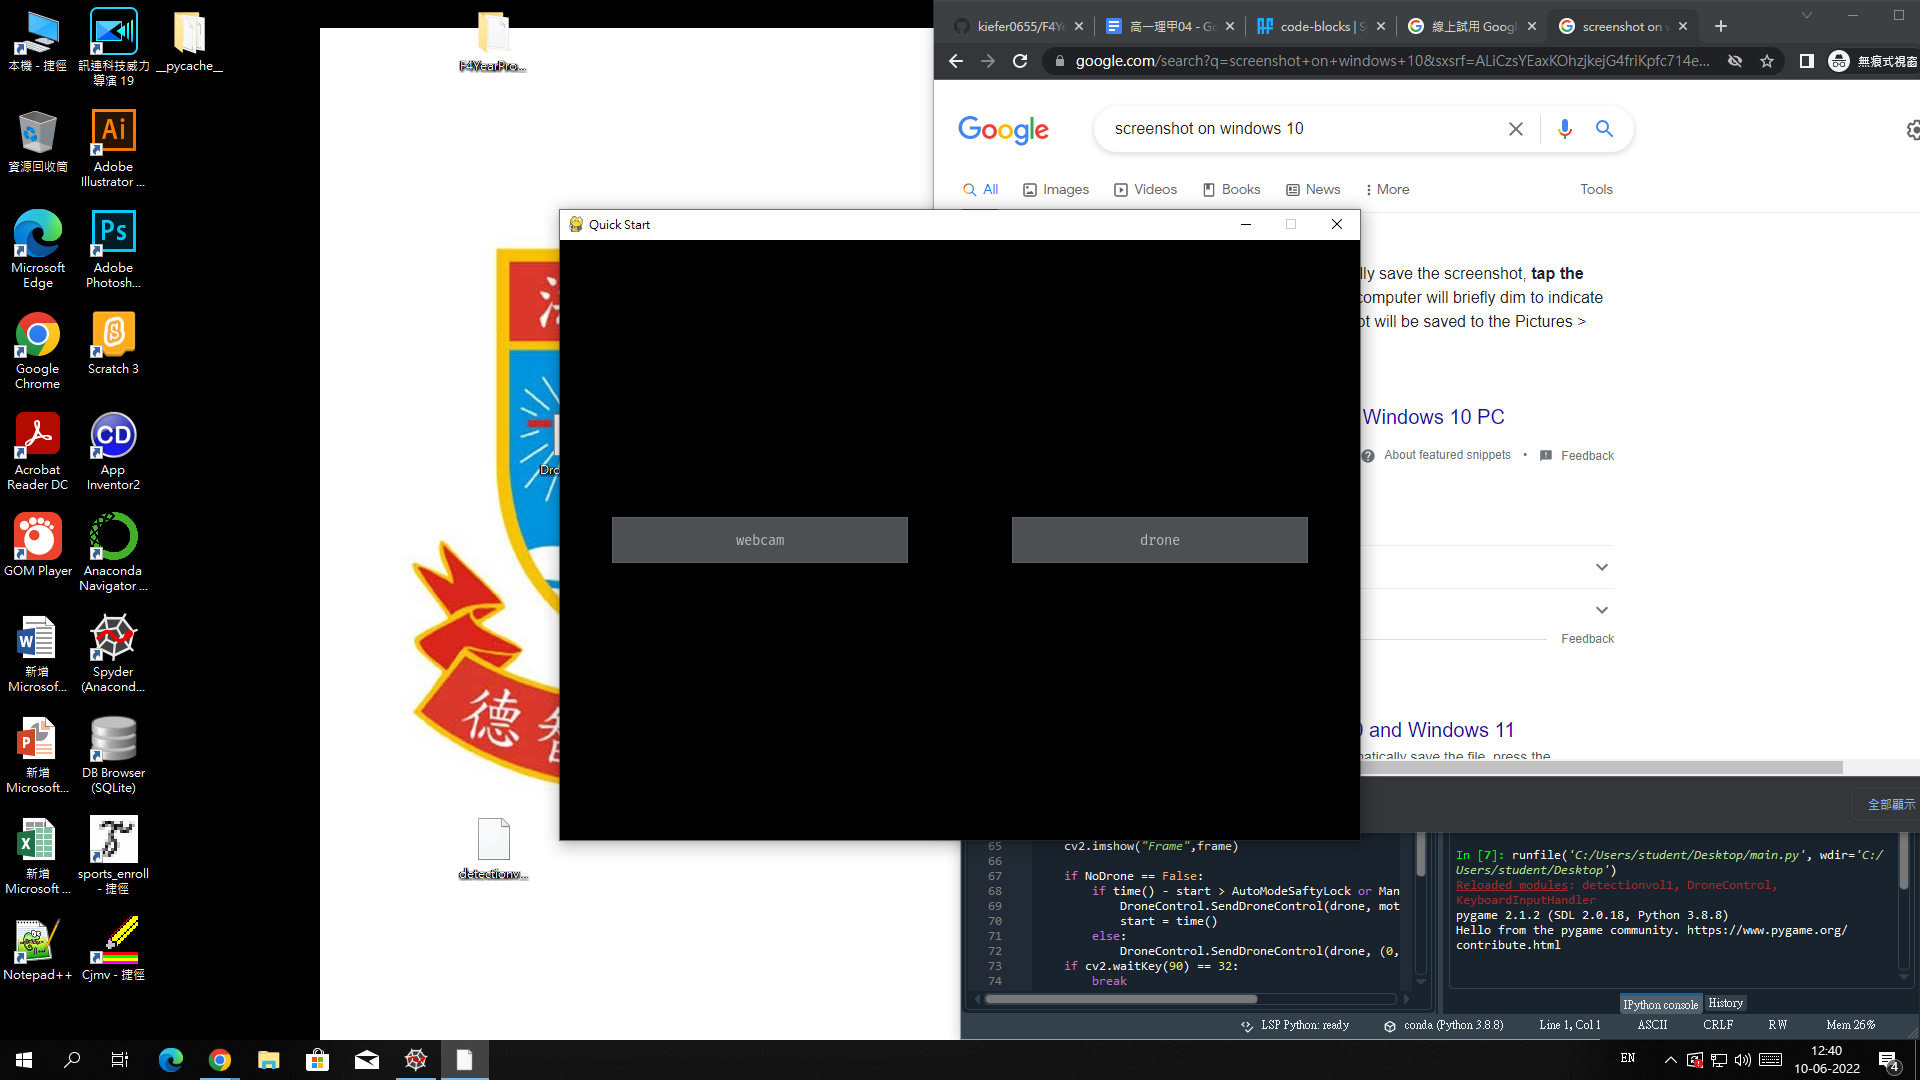 本機 - 捷徑
訊連科技威力
導演 19
__pycache__
資源回收筒
Adobe
Illustrator ...
Microsoft
Edge
Adobe
Photosh...
Google
Chrome
Scratch 3
Acrobat
Reader DC
App
Inventor2
GOM Player
Anaconda
Navigator ...
新增
Microsof...
Spyder
(Anacond...
新增
Microsoft...
DB Browser
(SQLite)
新增
Microsoft ...
sports_enroll
- 捷徑
Notepad++
Cjmv - 捷徑
F4YearPro...
detectionv...
德
kiefer0655/F4Ye
高一理甲04 - Go
code-blocks | S
線上試用 Googl
screenshot on w
google.com/search?q=screenshot+on+windows+10&sxsrf=ALiCzsYEaxKOhzjkejG4friKpfc714e...
無痕式視窗
Google
screenshot on windows 10
All
Images
Videos
Books
News
More
Tools
Quick Start
webcam
drone
lly save the screenshot, tap the
computer will briefly dim to indicate
ot will be saved to the Pictures >
Windows 10 PC
About featured snippets
•
Feedback
Feedback
and Windows 11
matically save the file, press the
全部顯示
65 cv2.imshow("Frame",frame)
66
67 if NoDrone == False:
68 if time() - start > AutoModeSaftyLock or Man
69 DroneControl.SendDroneControl(drone, mot
70 start = time()
71 else:
72 DroneControl.SendDroneControl(drone, (0,
73 if cv2.waitKey(90) == 32:
74 break
In [7]: runfile('C:/Users/student/Desktop/main.py', wdir='C:/
Users/student/Desktop')
Reloaded modules: detectionvol1, DroneControl,
KeyboardInputHandler
pygame 2.1.2 (SDL 2.0.18, Python 3.8.8)
Hello from the pygame community. https://www.pygame.org/
contribute.html
IPython console
History
LSP Python: ready
conda (Python 3.8.8)
Line 1, Col 1
ASCII
CRLF
RW
Mem 26%
EN
12:40
10-06-2022
4